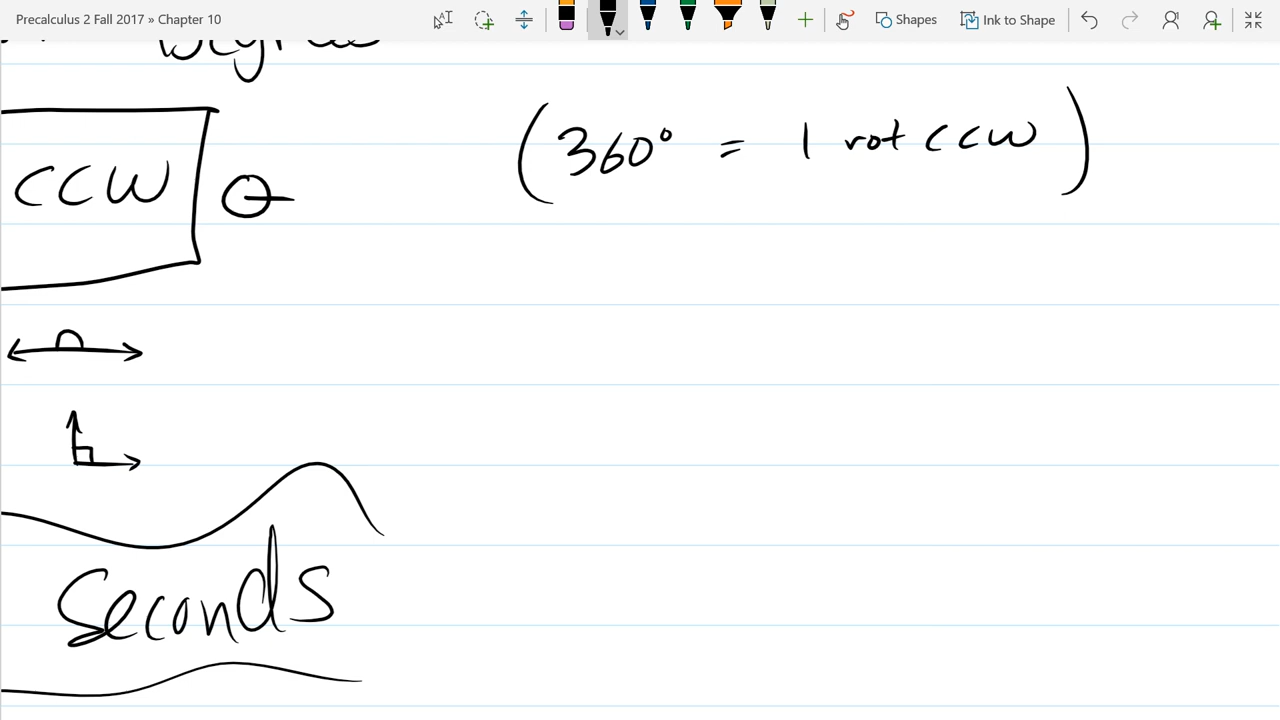 Precalculus 2 Fall 2017 » Chapter 10
Shapes
Ink to Shape
(360° = 1 rot CCW)
CCW
Seconds